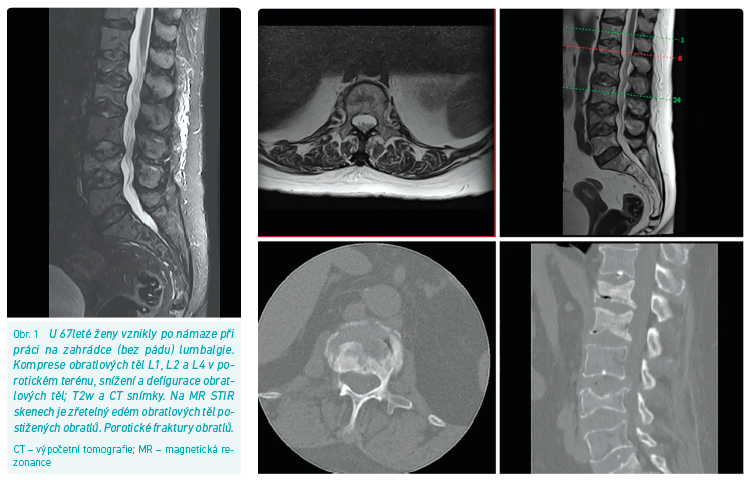 Obr. 1 U 67leté ženy vznikly po námaze při
práci na zahrádce (bez pádu) lumbalgie.
Komprese obratlových těl L1, L2 a L4 v po-
rotickém terénu, snížení a defigurace obrat-
lových těl; T2w a CT snímky. Na MR STIR
skenech je zřetelný edém obratlových těl po-
stižených obratlů. Porotické fraktury obratlů.
CT – výpočetní tomografie; MR – magnetická re-
zonance
1
8
24